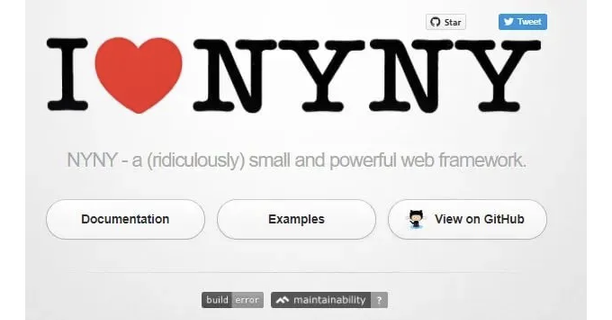 Star
Tweet
I ❤ NYNY
NYNY - a (ridiculously) small and powerful web framework.
Documentation
Examples
View on GitHub
build error
maintainability ?